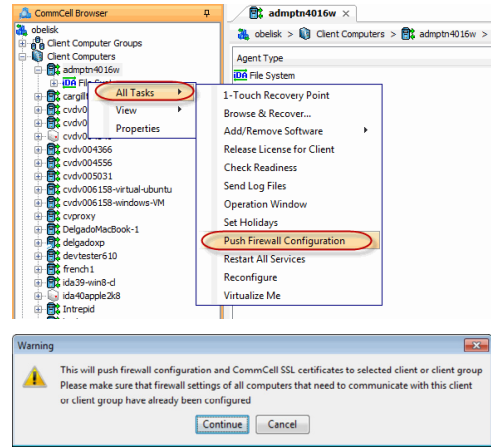 CommCell Browser
admptn4016w
obelisk
Client Computer Groups
Client Computers
admptn4016w
File
cvdv004366
cvdv004556
cvdv005031
cvdv006158-virtual-ubuntu
cvdv006158-windows-VM
cvproxy
DelgadoMacBook-1
delgadoxp
devtester610
french1
ida39-win8-cl
ida40apple2k8
Intrepid
All Tasks
View
Properties
obelisk > Client Computers > admptn4016w >
Agent Type
iDA File System
1-Touch Recovery Point
Browse & Recover...
Add/Remove Software
Release License for Client
Check Readiness
Send Log Files
Operation Window
Set Holidays
Push Firewall Configuration
Restart All Services
Reconfigure
Virtualize Me
Warning
This will push firewall configuration and CommCell SSL certificates to selected client or client group
Please make sure that firewall settings of all computers that need to communicate with this client
or client group have already been configured
Continue
Cancel